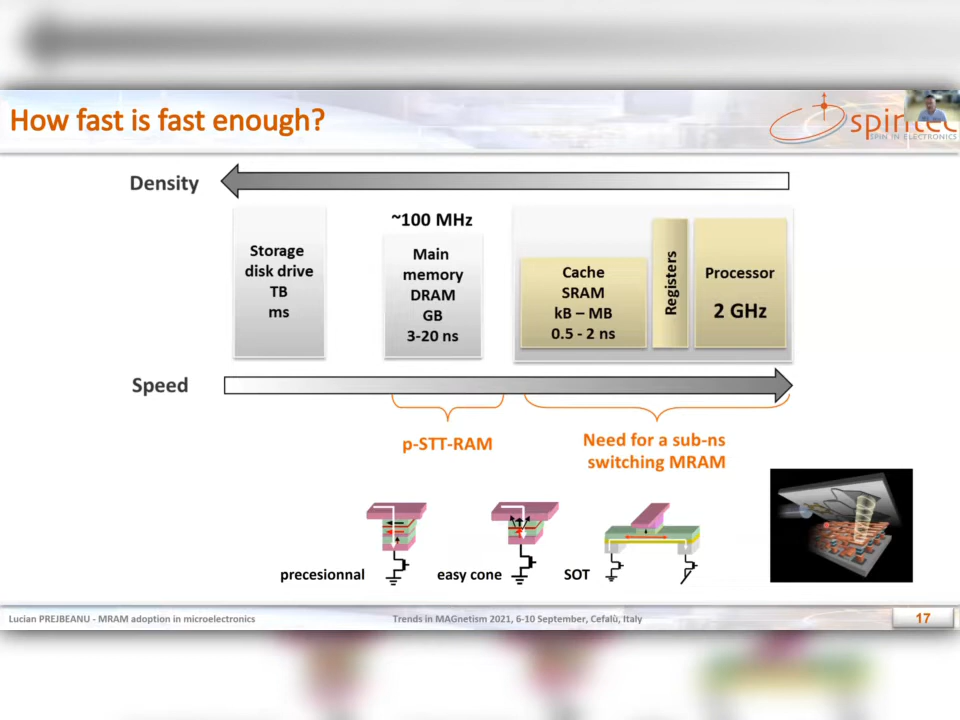 How fast is fast enough?
SPIN IN ELECTRONICS
Density
~100 MHz
Storage
disk drive
TB
ms
Main
memory
DRAM
GB
3-20 ns
Cache
SRAM
kB – MB
0.5 - 2 ns
Registers
Processor
2 GHz
Speed
p-STT-RAM
Need for a sub-ns
switching MRAM
precesionnal
easy cone
SOT
Lucian PREJBEANU - MRAM adoption in microelectronics
Trends in MAGnetism 2021, 6-10 September, Cefalù, Italy
17